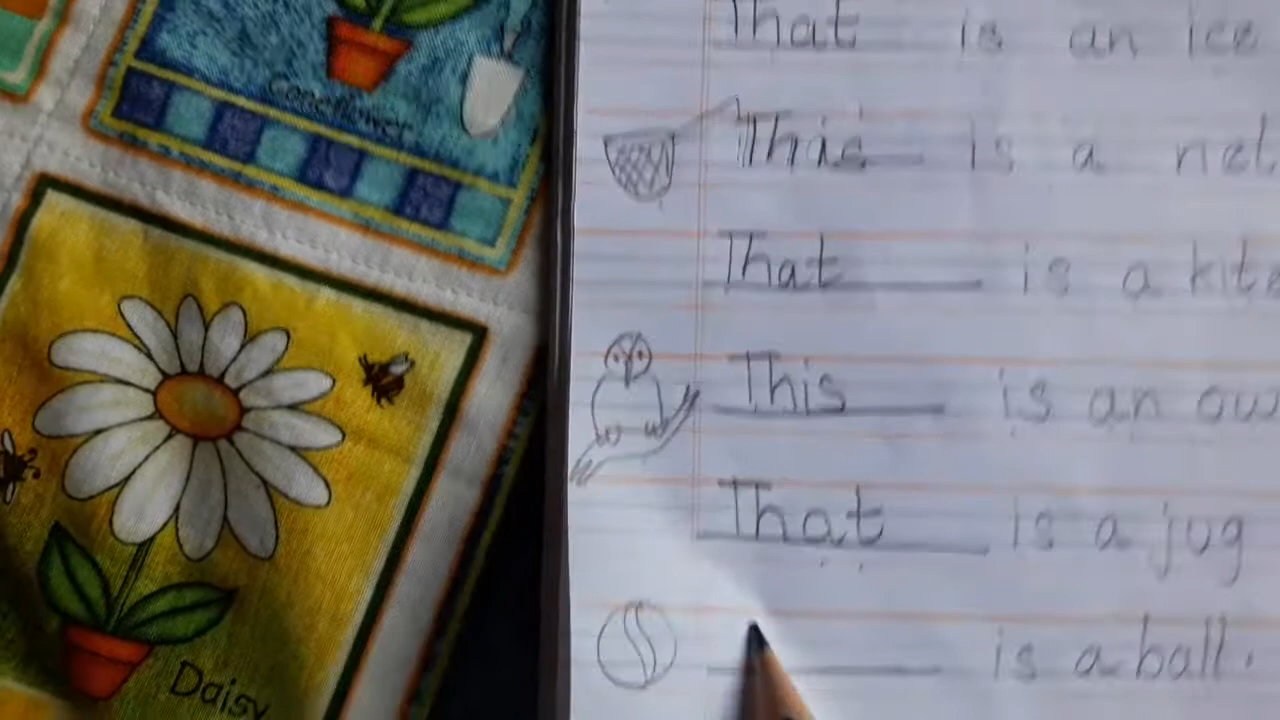 Coneflower
Daisy
That is an ice
This is a net
That is a kite
This is an ow
That is a jug
is a ball.